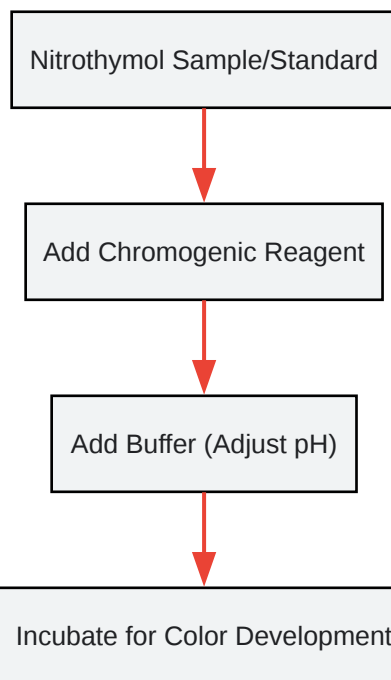 Nitrothymol Sample/Standard
Add Chromogenic Reagent
Add Buffer (Adjust pH)
Incubate for Color Development